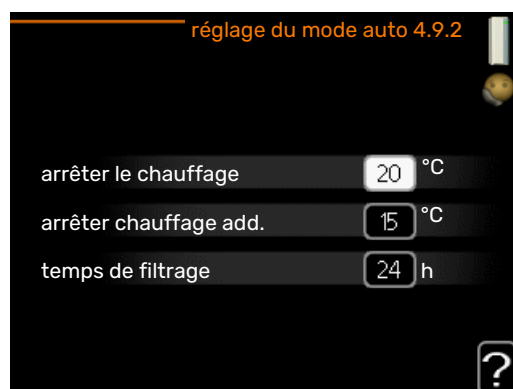 réglage du mode auto 4.9.2
arrêter le chauffage 20 °C
arrêter chauffage add. 15 °C
temps de filtrage 24 h
?